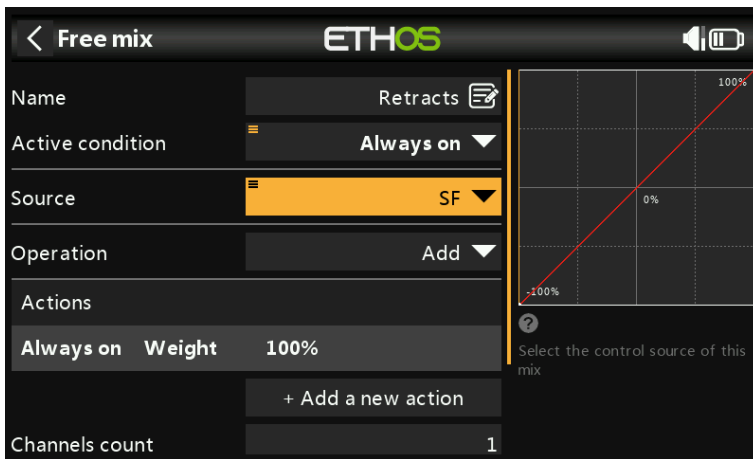 Free mix
ETHOS
Name
Retracts
Active condition
Always on
Source
SF
Operation
Add
Actions
Always on Weight 100%
+ Add a new action
Channels count
1
100%
0%
-100%
?
Select the control source of this
mix